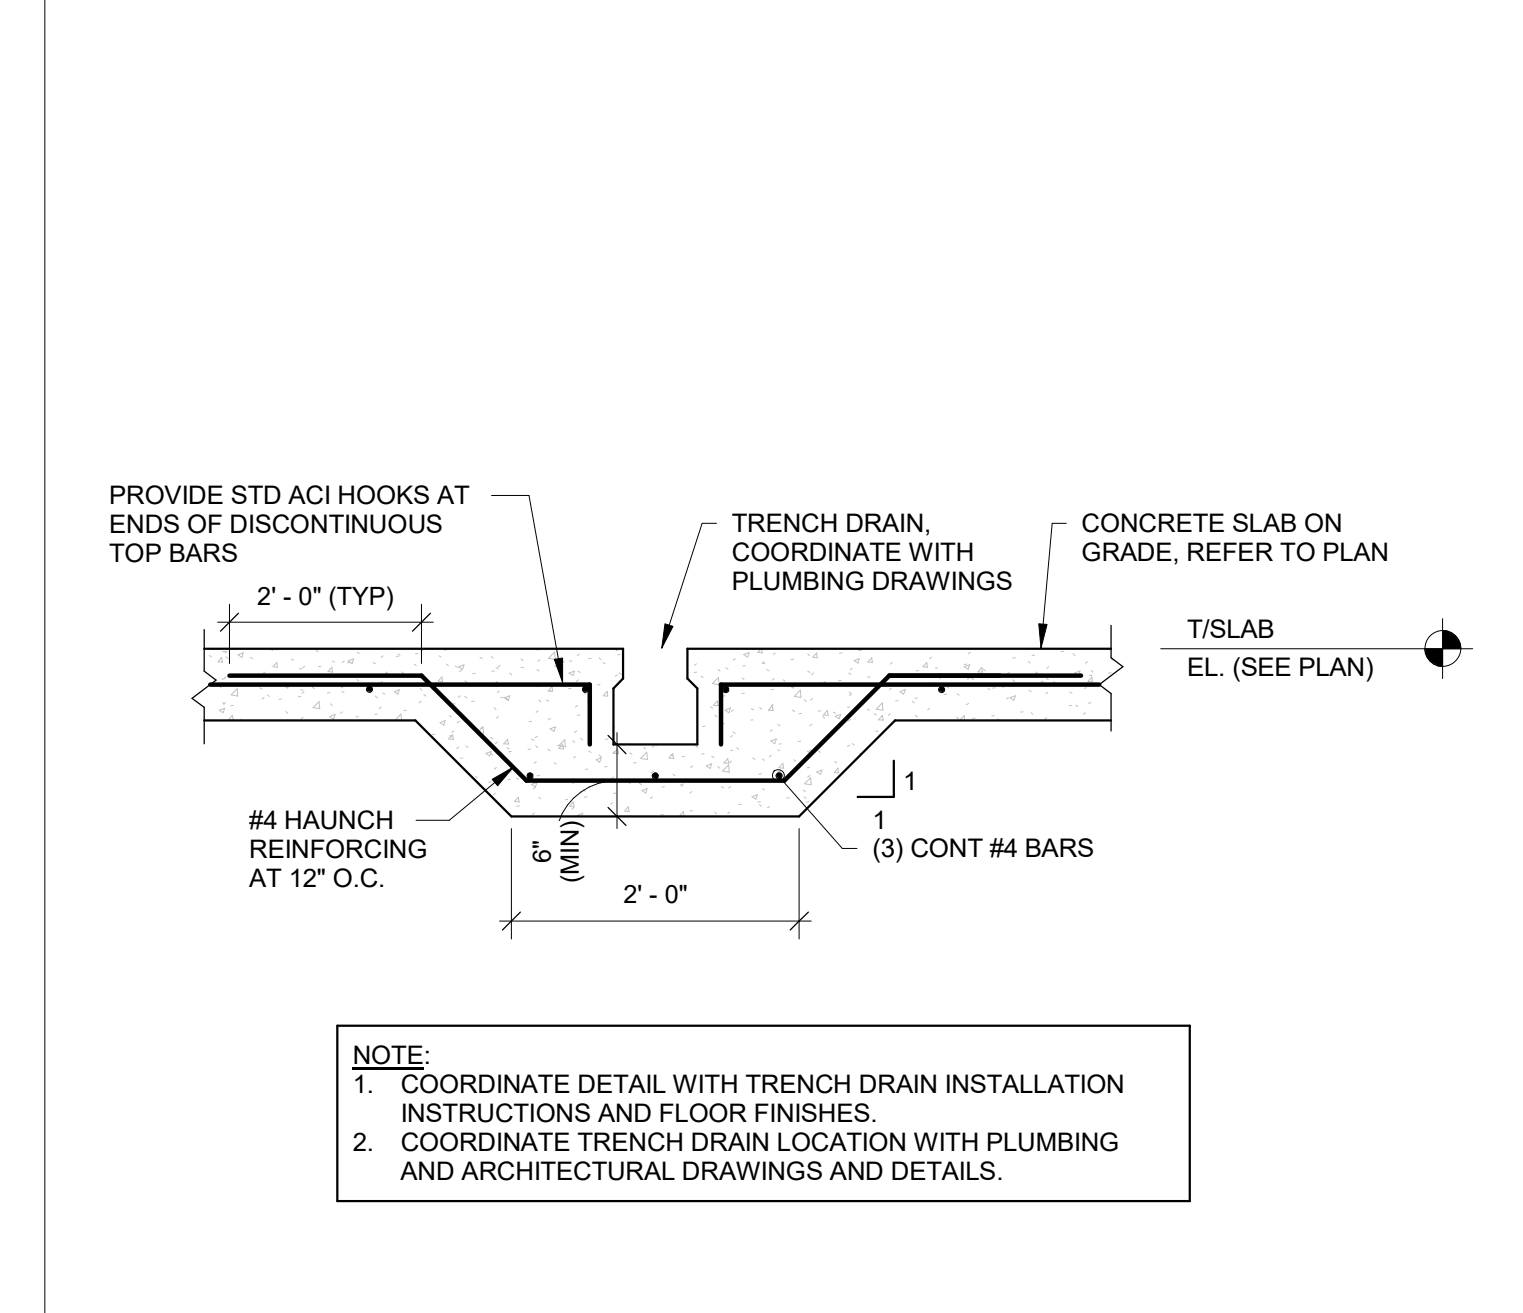 PROVIDE STD ACI HOOKS AT
ENDS OF DISCONTINUOUS
TOP BARS
2' - 0" (TYP)
TRENCH DRAIN,
COORDINATE WITH
PLUMBING DRAWINGS
CONCRETE SLAB ON
GRADE, REFER TO PLAN
T/SLAB
EL. (SEE PLAN)
#4 HAUNCH
REINFORCING
AT 12" O.C.
6"
(MIN)
2' - 0"
1
1
(3) CONT #4 BARS
NOTE:
1. COORDINATE DETAIL WITH TRENCH DRAIN INSTALLATION
INSTRUCTIONS AND FLOOR FINISHES.
2. COORDINATE TRENCH DRAIN LOCATION WITH PLUMBING
AND ARCHITECTURAL DRAWINGS AND DETAILS.